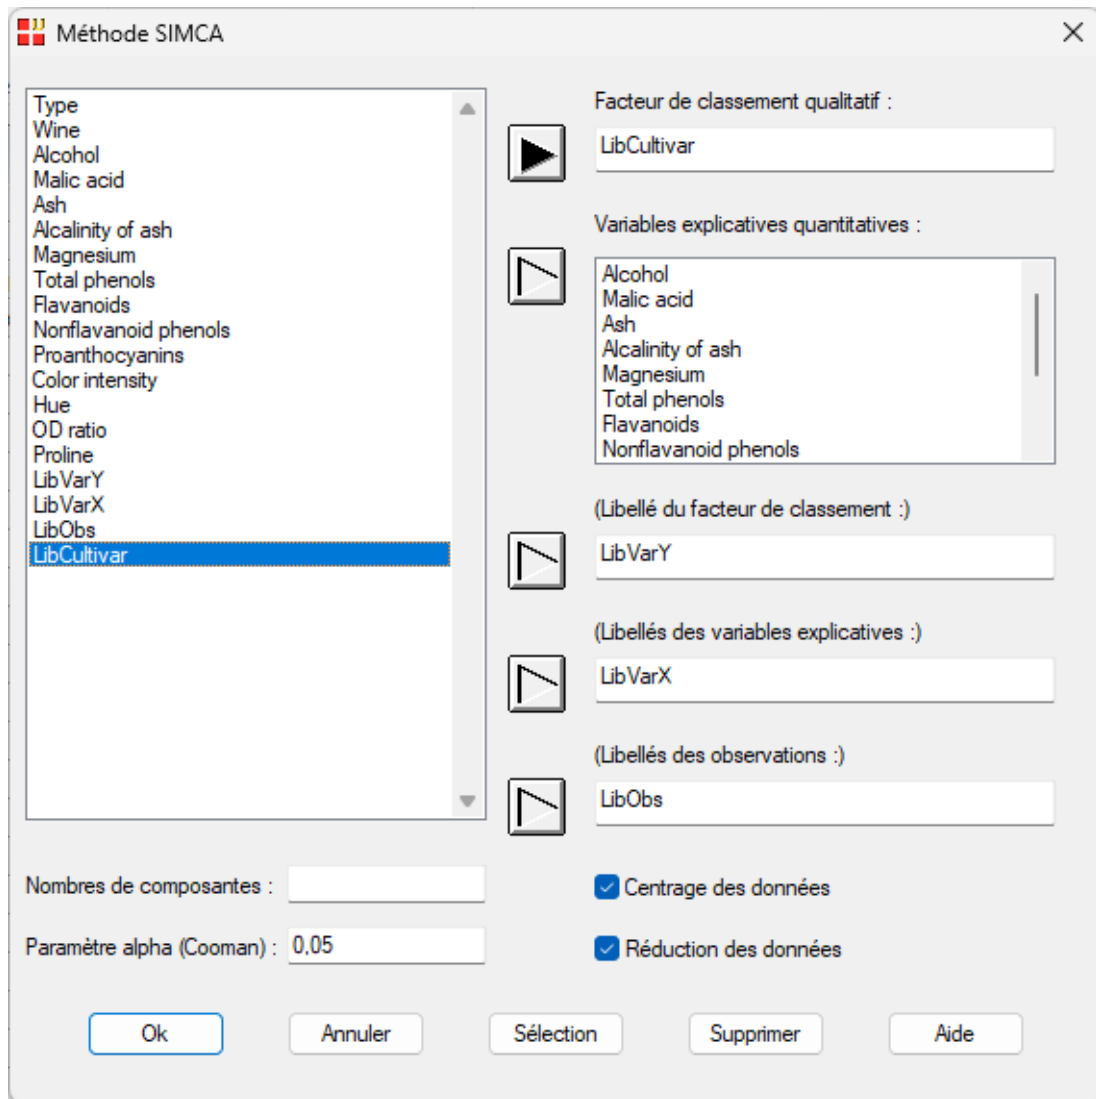 Méthode SIMCA
Type
Wine
Alcohol
Malic acid
Ash
Alcalinity of ash
Magnesium
Total phenols
Flavanoids
Nonflavanoid phenols
Proanthocyanins
Color intensity
Hue
OD ratio
Proline
LibVarY
LibVarX
LibObs
LibCultivar
Facteur de classement qualitatif :
LibCultivar
Variables explicatives quantitatives :
Alcohol
Malic acid
Ash
Alcalinity of ash
Magnesium
Total phenols
Flavanoids
Nonflavanoid phenols
(Libellé du facteur de classement :)
LibVarY
(Libellés des variables explicatives :)
LibVarX
(Libellés des observations :)
LibObs
Nombres de composantes :
Centrage des données
Paramètre alpha (Cooman) : 0,05
Réduction des données
Ok Annuler Sélection Supprimer Aide